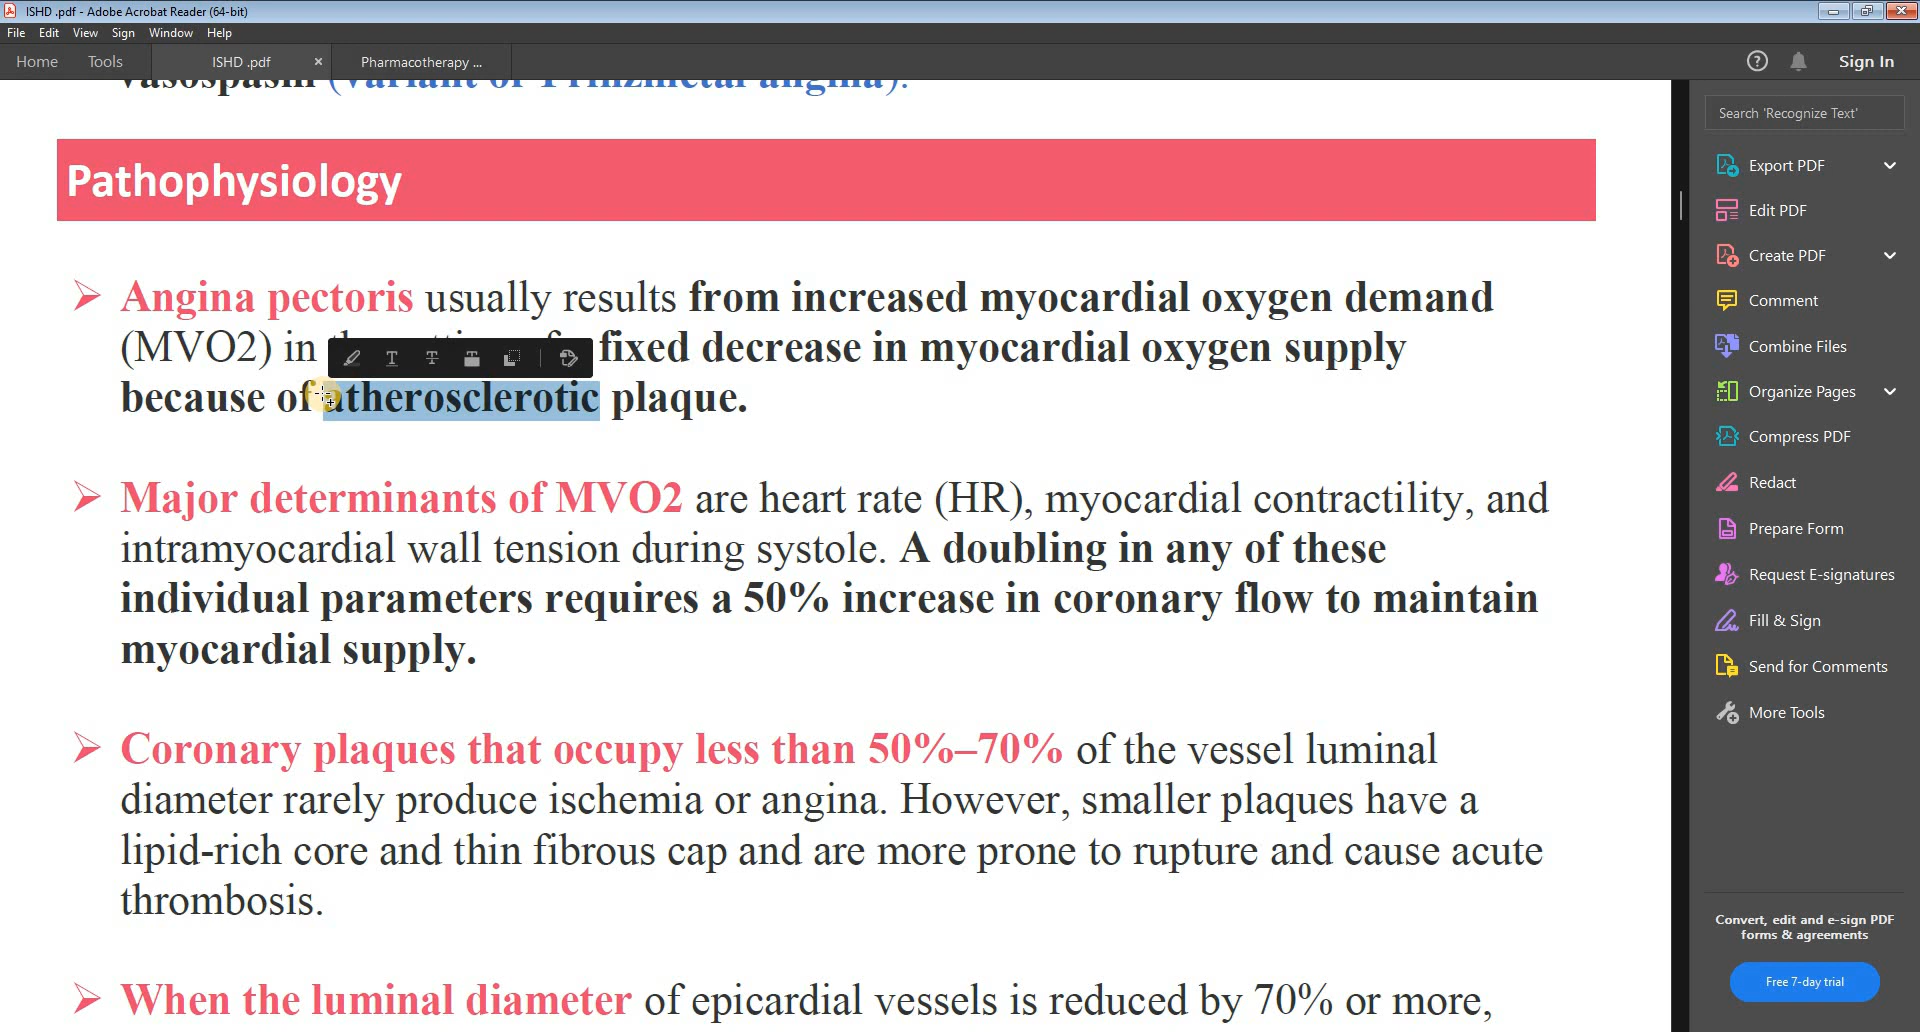 ISHD .pdf - Adobe Acrobat Reader (64-bit)
File Edit View Sign Window Help
Home Tools ISHD .pdf × Pharmacotherapy ... Sign In
vasospasm (variant or Prinzmetal angina).
Pathophysiology
Angina pectoris usually results from increased myocardial oxygen demand
(MVO2) in fixed decrease in myocardial oxygen supply
because of atherosclerotic plaque.
Major determinants of MVO2 are heart rate (HR), myocardial contractility, and
intramyocardial wall tension during systole. A doubling in any of these
individual parameters requires a 50% increase in coronary flow to maintain
myocardial supply.
Coronary plaques that occupy less than 50%–70% of the vessel luminal
diameter rarely produce ischemia or angina. However, smaller plaques have a
lipid-rich core and thin fibrous cap and are more prone to rupture and cause acute
thrombosis.
When the luminal diameter of epicardial vessels is reduced by 70% or more,
Search 'Recognize Text'
Export PDF
Edit PDF
Create PDF
Comment
Combine Files
Organize Pages
Compress PDF
Redact
Prepare Form
Request E-signatures
Fill & Sign
Send for Comments
More Tools
Convert, edit and e-sign PDF
forms & agreements
Free 7-day trial